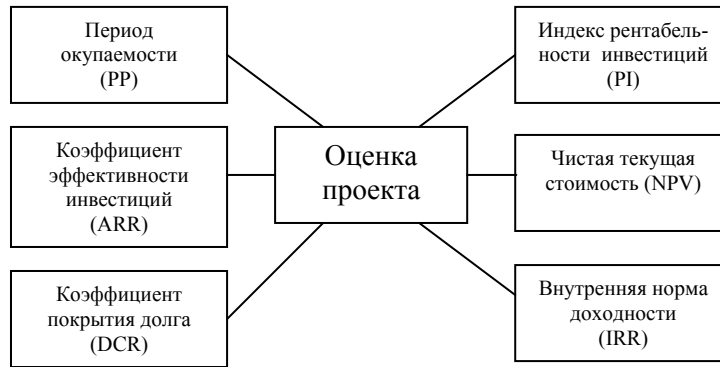 Период
окупаемости
(PP)
Индекс рентабель-
ности инвестиций
(PI)
Коэффициент
эффективности
инвестиций
(ARR)
Оценка
проекта
Чистая текущая
стоимость (NPV)
Коэффициент
покрытия долга
(DCR)
Внутренняя норма
доходности
(IRR)